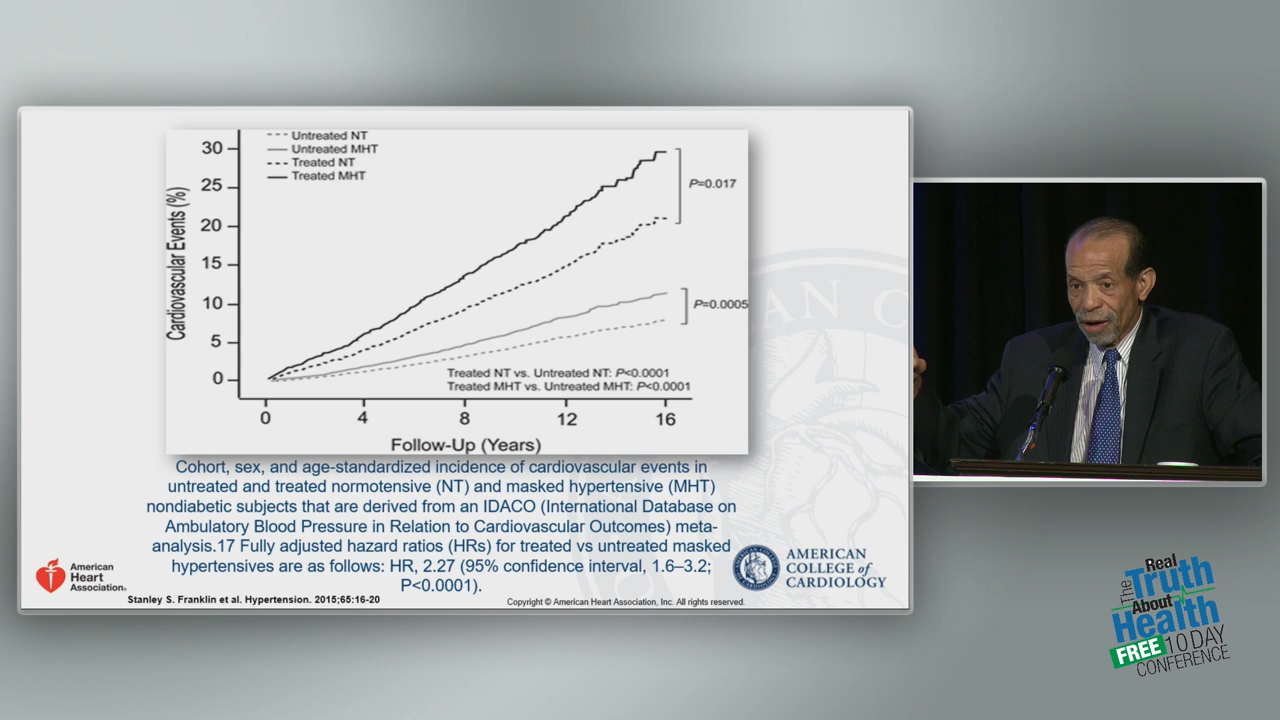 Untreated NT
Untreated MHT
Treated NT
Treated MHT
30
25
20
15
10
5
0
Cardiovascular Events (%)
P=0.017
P=0.0005
Treated NT vs. Untreated NT: P<0.0001
Treated MHT vs. Untreated MHT: P<0.0001
0 4 8 12 16
Follow-Up (Years)
Cohort, sex, and age-standardized incidence of cardiovascular events in
untreated and treated normotensive (NT) and masked hypertensive (MHT)
nondiabetic subjects that are derived from an IDACO (International Database on
Ambulatory Blood Pressure in Relation to Cardiovascular Outcomes) meta-
analysis.17 Fully adjusted hazard ratios (HRs) for treated vs untreated masked
hypertensives are as follows: HR, 2.27 (95% confidence interval, 1.6–3.2;
P<0.0001).
American
Heart
Association®
Stanley S. Franklin et al. Hypertension. 2015;65:16-20
Copyright © American Heart Association, Inc. All rights reserved.
AMERICAN
COLLEGE of
CARDIOLOGY
AN C
The Real
Truth
About
Health
FREE 10 DAY
CONFERENCE